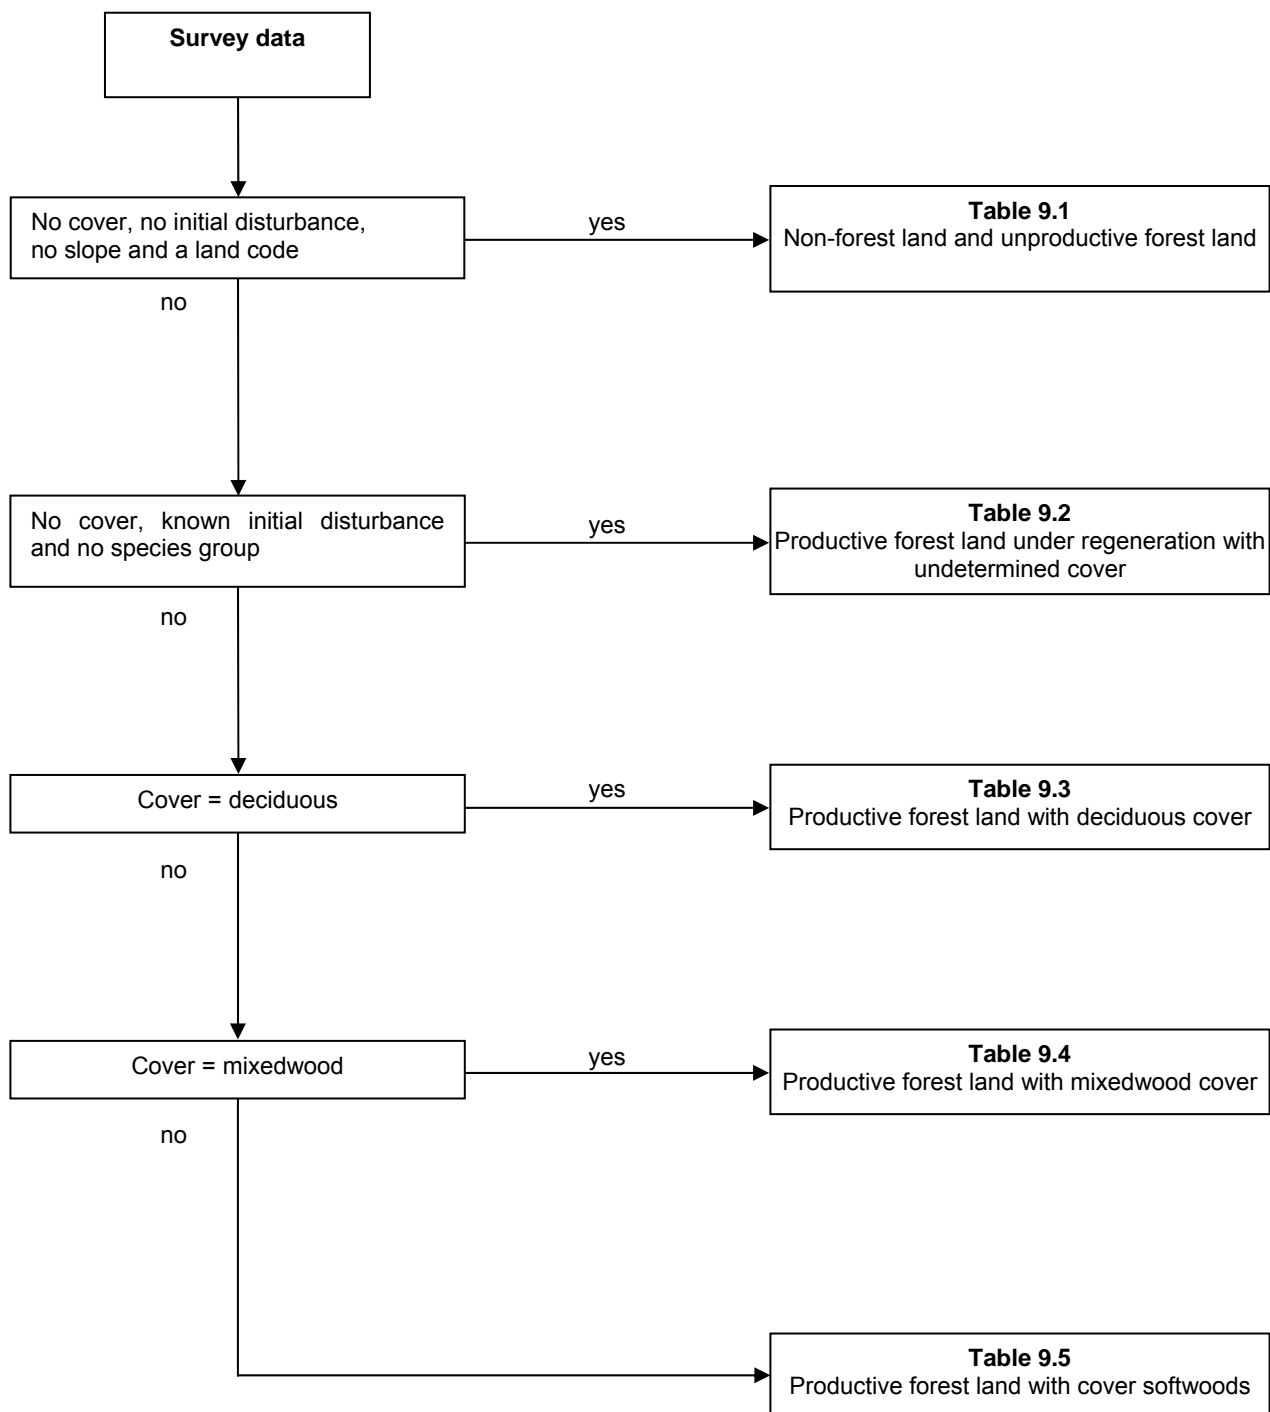 Survey data
No cover, no initial disturbance,
no slope and a land code
yes
Table 9.1
Non-forest land and unproductive forest land
no
No cover, known initial disturbance
and no species group
yes
Table 9.2
Productive forest land under regeneration with
undetermined cover
no
Cover = deciduous
yes
Table 9.3
Productive forest land with deciduous cover
no
Cover = mixedwood
yes
Table 9.4
Productive forest land with mixedwood cover
no
Table 9.5
Productive forest land with cover softwoods